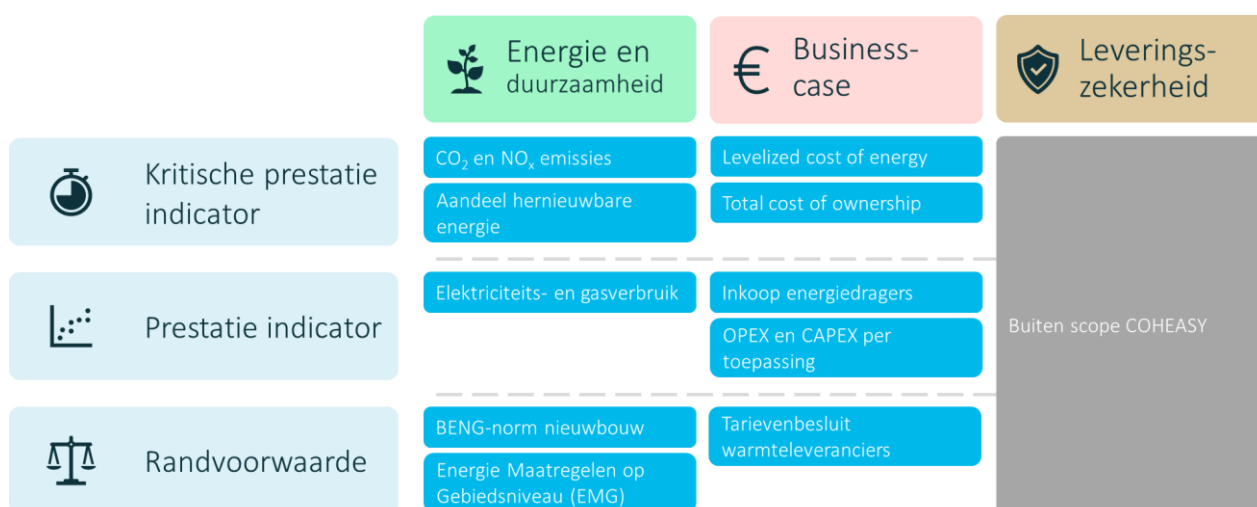 Energie en
duurzaamheid
€ Business-
case
Leverings-
zekerheid
Kritische prestatie
indicator
CO₂ en NOₓ emissies
Aandeel hernieuwbare
energie
Levelized cost of energy
Total cost of ownership
Prestatie indicator
Elektriciteits- en gasverbruik
Inkoop energiedragers
OPEX en CAPEX per
toepassing
Buiten scope COHEASY
Randvoorwaarde
BENG-norm nieuwbouw
Energie Maatregelen op
Gebiedsniveau (EMG)
Tarievenbesluit
warmteleveranciers